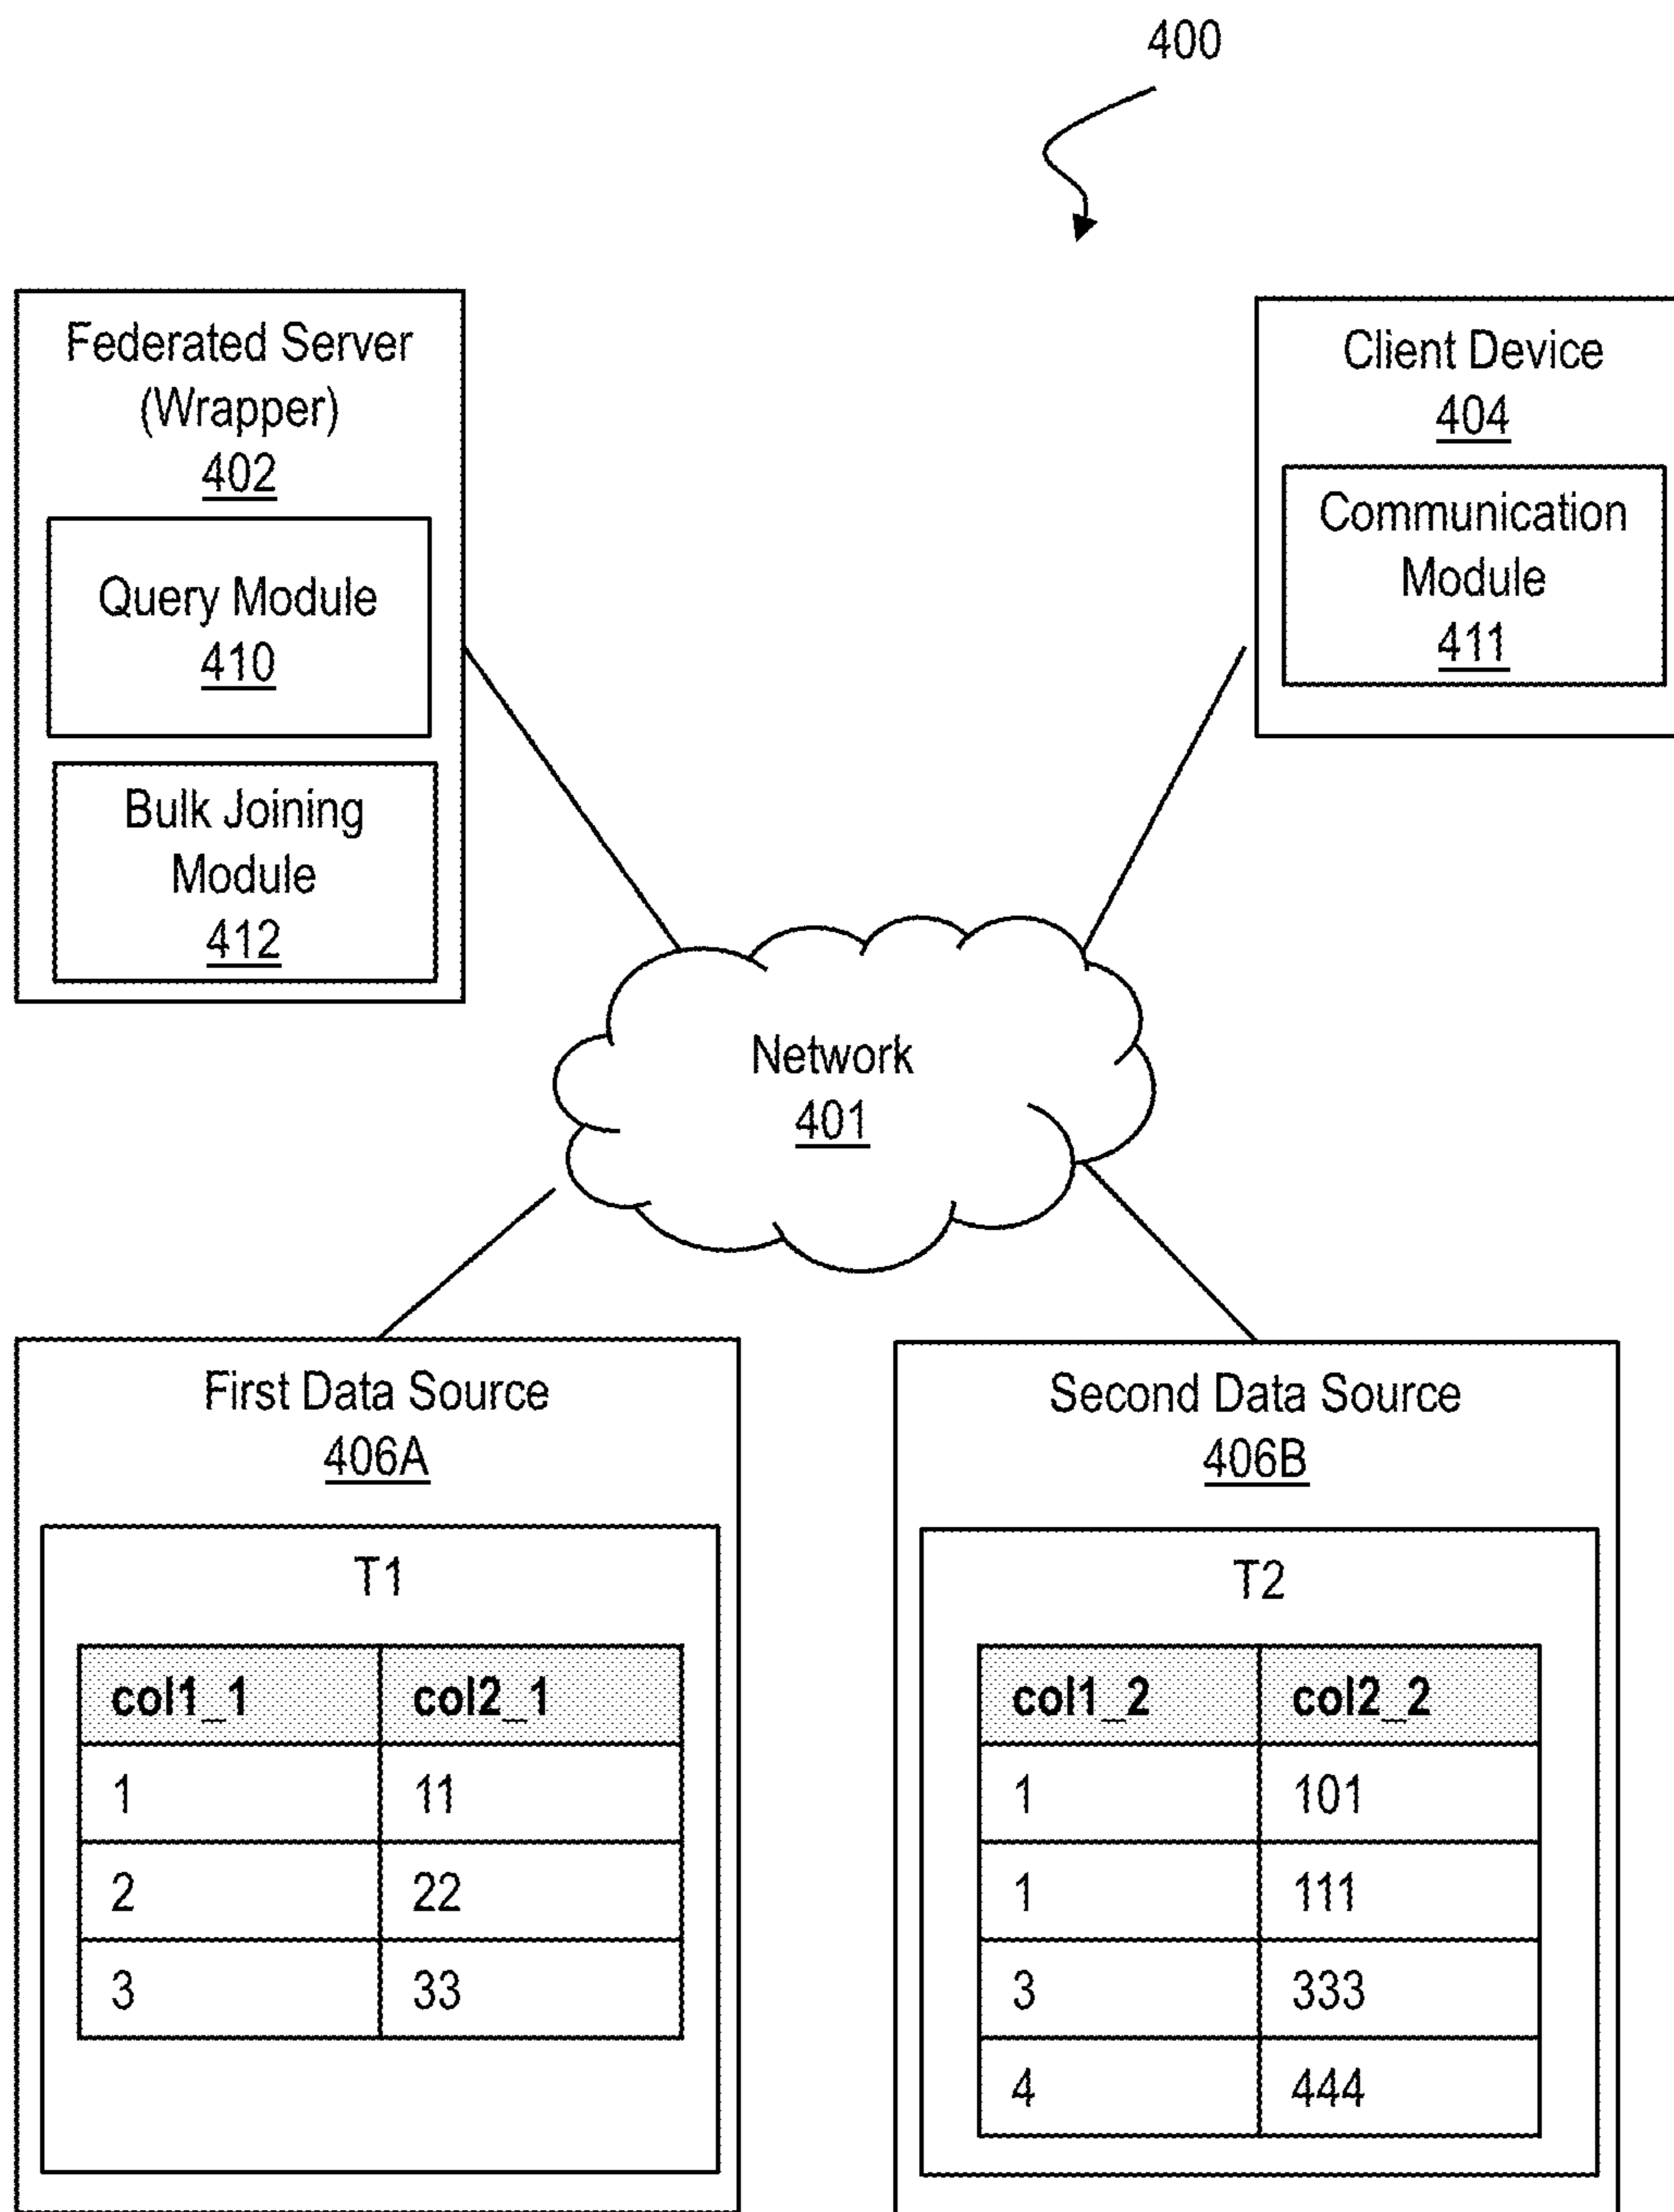 400
Federated Server
(Wrapper)
402
Query Module
410
Bulk Joining
Module
412
Client Device
404
Communication
Module
411
Network
401
First Data Source
406A
T1
col1_1 col2_1
1 11
2 22
3 33
Second Data Source
406B
T2
col1_2 col2_2
1 101
1 111
3 333
4 444